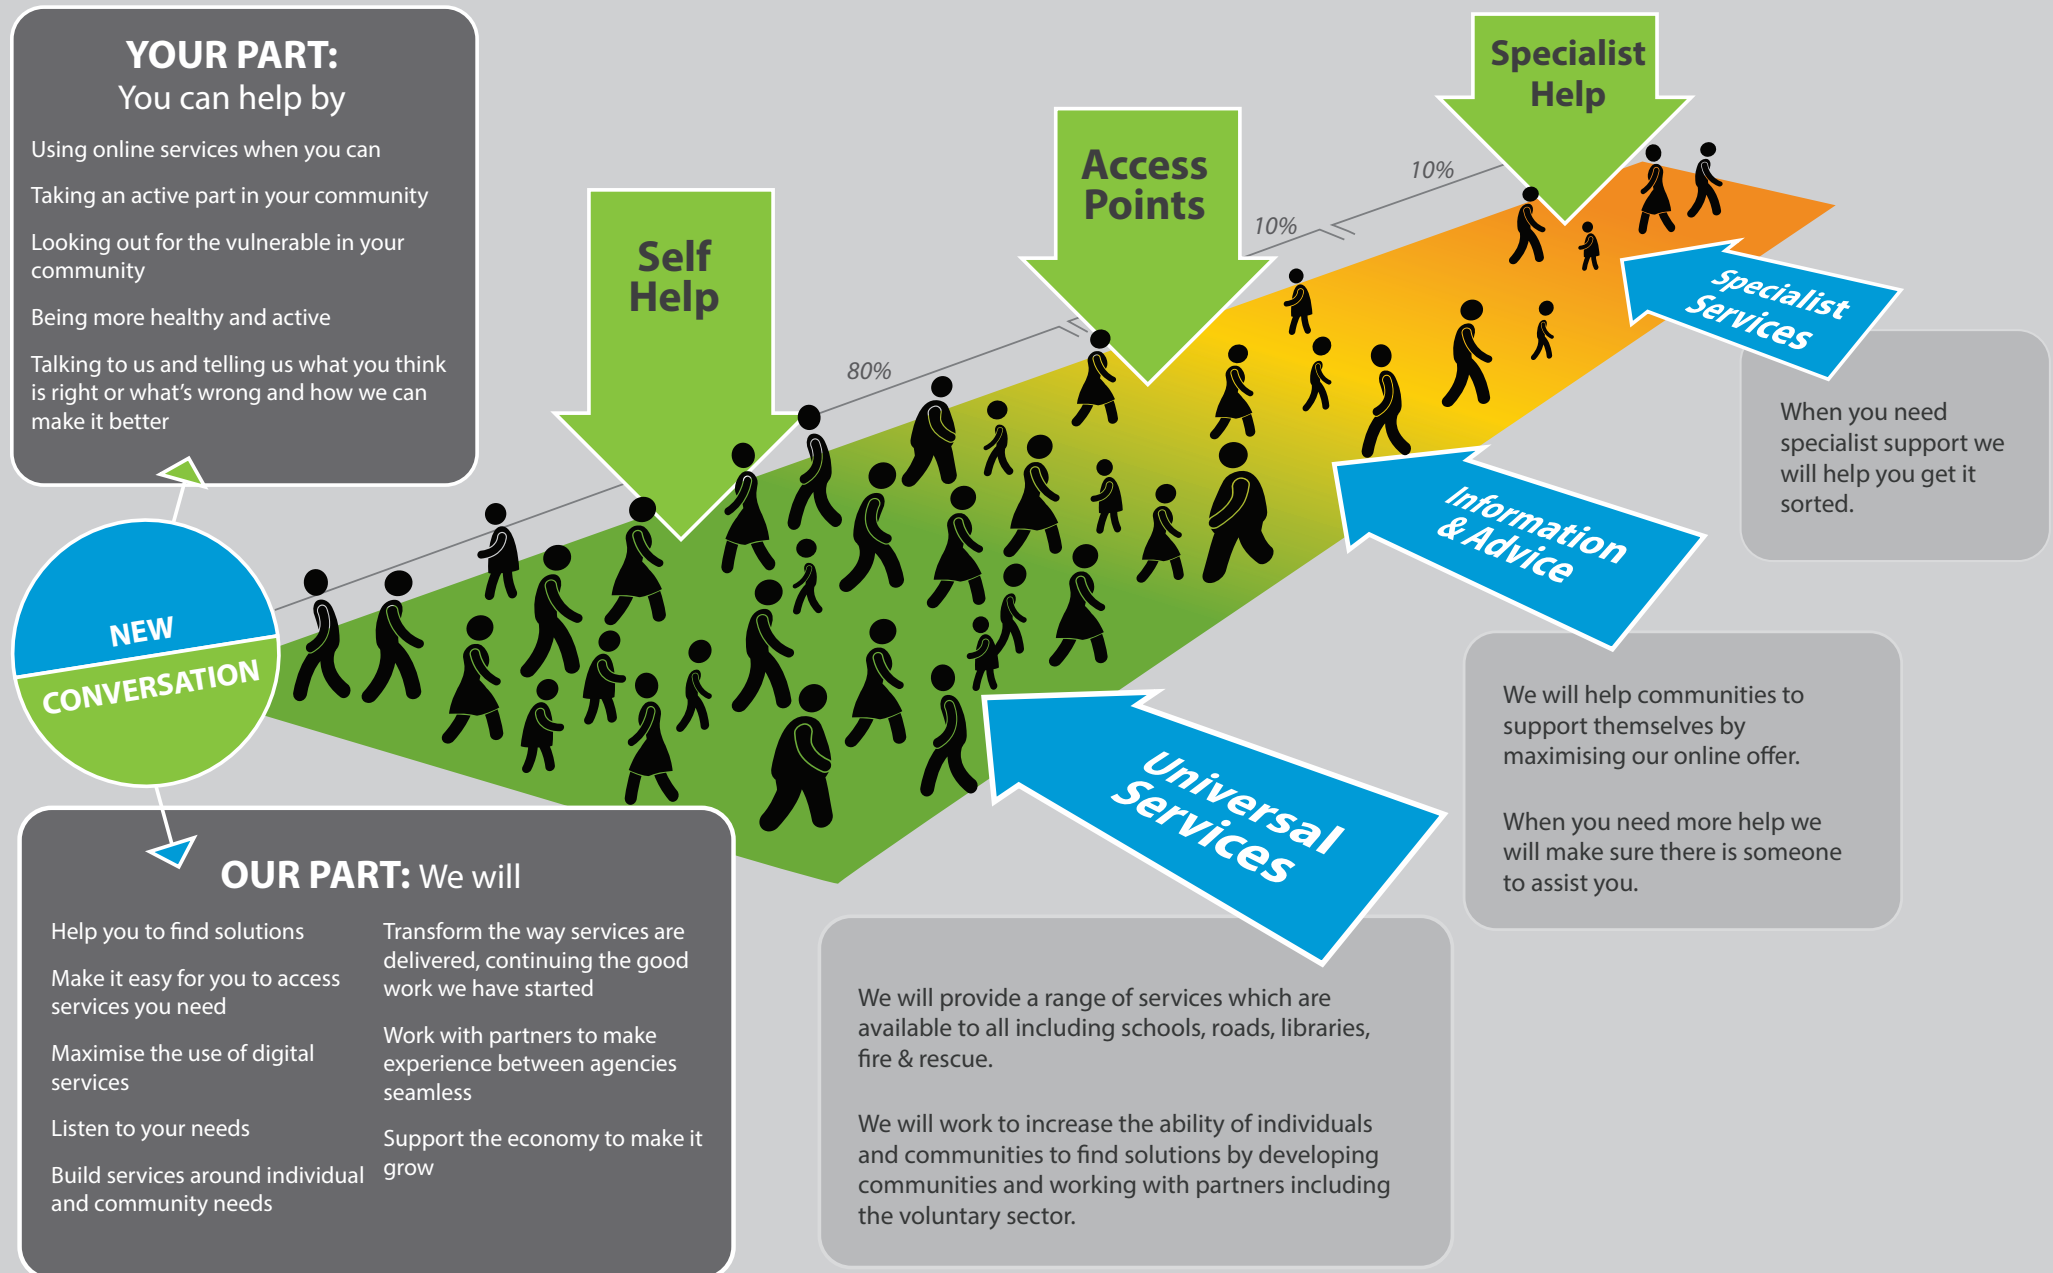 YOUR PART:
You can help by
Using online services when you can
Taking an active part in your community
Looking out for the vulnerable in your
community
Being more healthy and active
Talking to us and telling us what you think
is right or what's wrong and how we can
make it better
NEW
CONVERSATION
OUR PART: We will
Help you to find solutions
Make it easy for you to access
services you need
Maximise the use of digital
services
Listen to your needs
Build services around individual
and community needs
Transform the way services are
delivered, continuing the good
work we have started
Work with partners to make
experience between agencies
seamless
Support the economy to make it
grow
Self
Help
80%
Access
Points
10%
Specialist
Help
10%
Universal
Services
We will provide a range of services which are
available to all including schools, roads, libraries,
fire & rescue.
We will work to increase the ability of individuals
and communities to find solutions by developing
communities and working with partners including
the voluntary sector.
Information
& Advice
We will help communities to
support themselves by
maximising our online offer.
When you need more help we
will make sure there is someone
to assist you.
Specialist
Services
When you need
specialist support we
will help you get it
sorted.